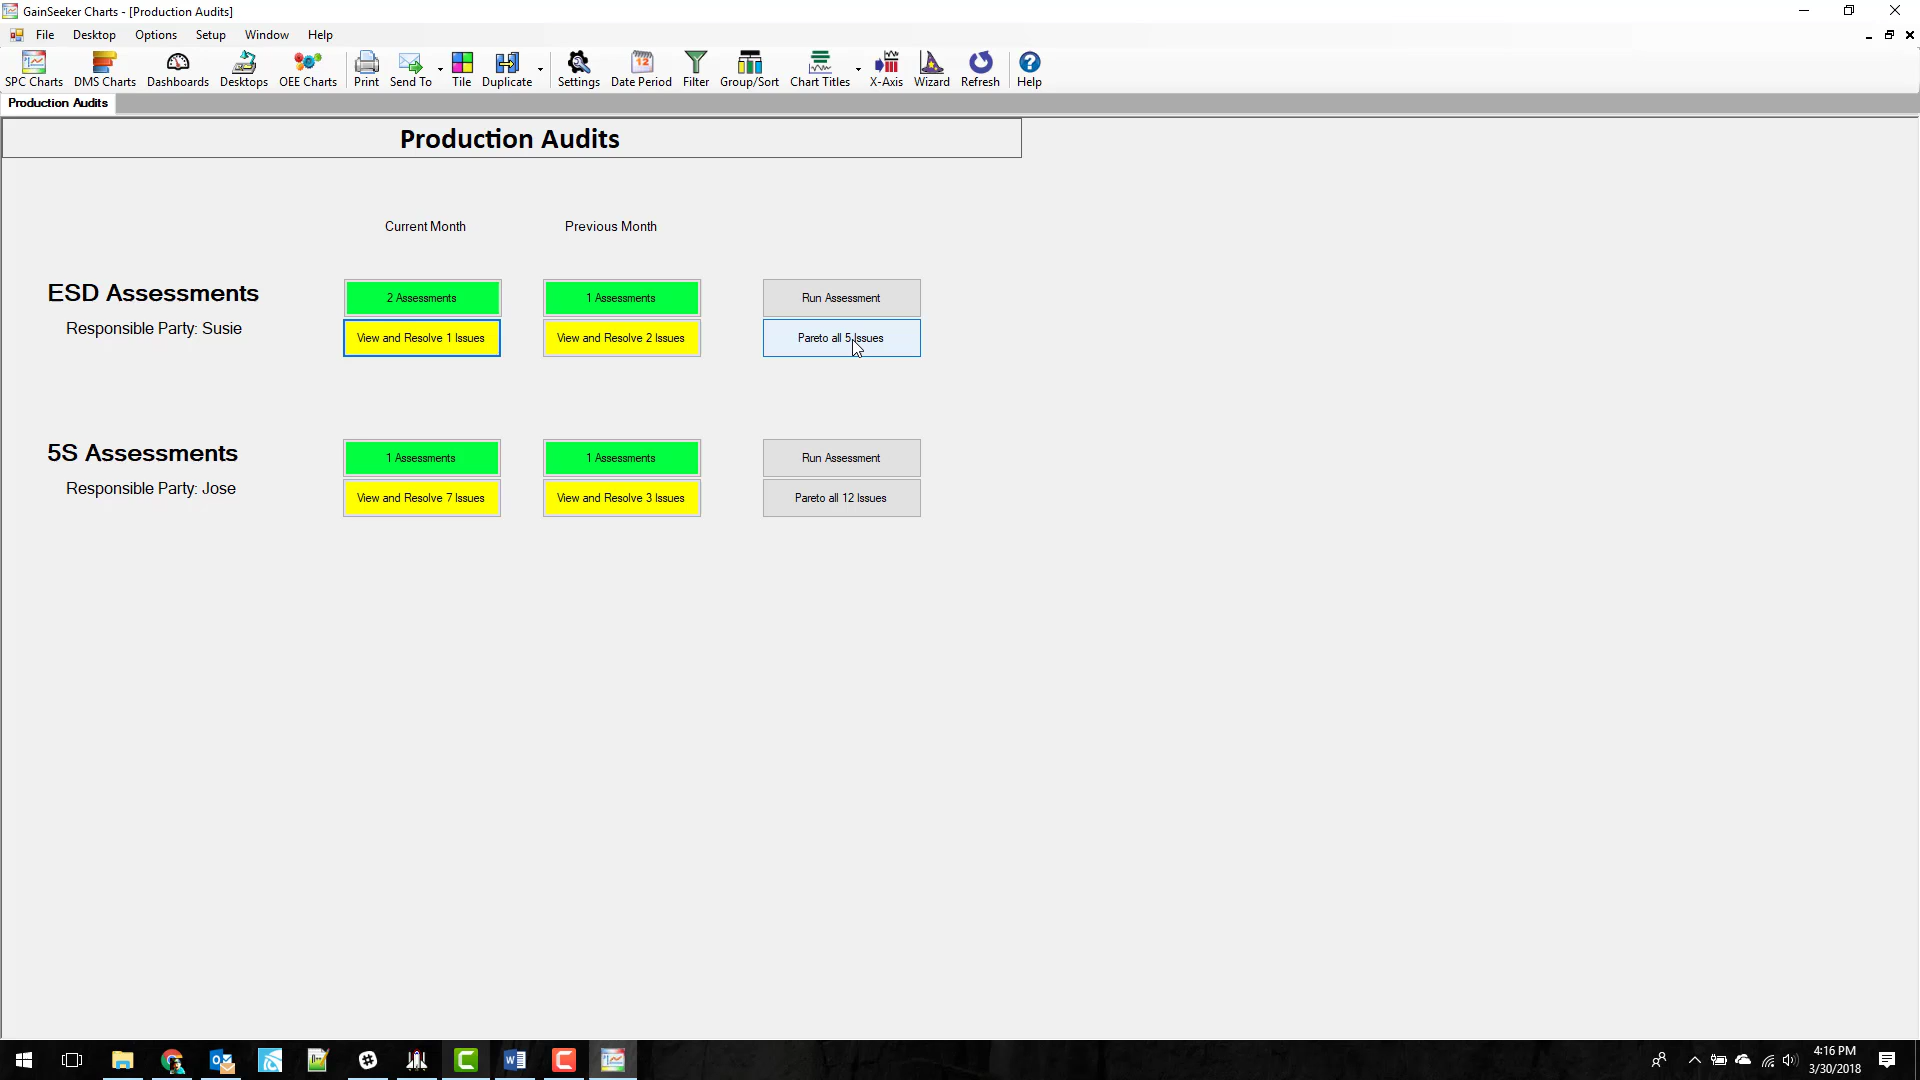 GainSeeker Charts - [Production Audits]
File Desktop Options Setup Window Help
SPC Charts DMS Charts Dashboards Desktops OEE Charts Print Send To Tile Duplicate Settings Date Period Filter Group/Sort Chart Titles X-Axis Wizard Refresh Help
Production Audits
Production Audits
Current Month Previous Month
ESD Assessments
Responsible Party: Susie
2 Assessments 1 Assessments Run Assessment
View and Resolve 1 Issues View and Resolve 2 Issues Pareto all 5 Issues
5S Assessments
Responsible Party: Jose
1 Assessments 1 Assessments Run Assessment
View and Resolve 7 Issues View and Resolve 3 Issues Pareto all 12 Issues
4:16 PM
3/30/2018